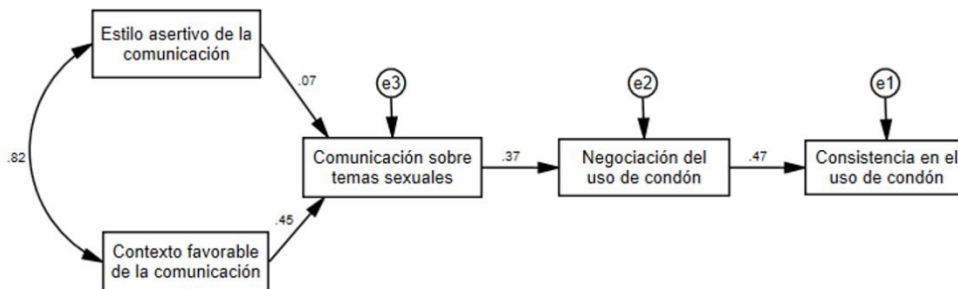 Estilo asertivo de la
comunicación
.07
e3
e2
e1
.82
Comunicación sobre
temas sexuales
.37
Negociación del
uso de condón
.47
Consistencia en el
uso de condón
.45
Contexto favorable
de la comunicación